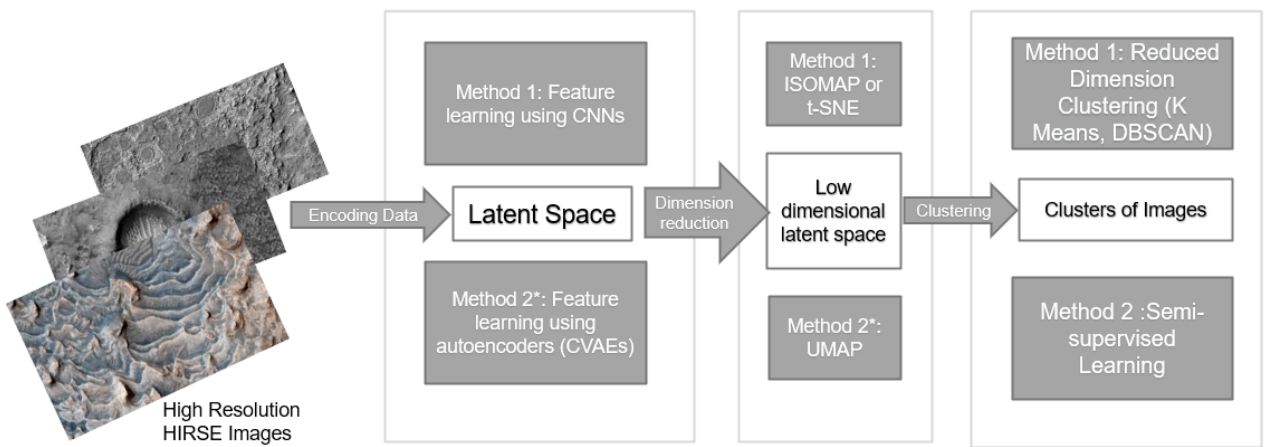 High Resolution
HIRSE Images
Encoding Data
Method 1: Feature
learning using CNNs
Latent Space
Method 2*: Feature
learning using
autoencoders (CVAEs)
Dimension
reduction
Method 1:
ISOMAP or
t-SNE
Low
dimensional
latent space
Method 2*:
UMAP
Clustering
Method 1: Reduced
Dimension
Clustering (K
Means, DBSCAN)
Clusters of Images
Method 2 :Semi-
supervised
Learning